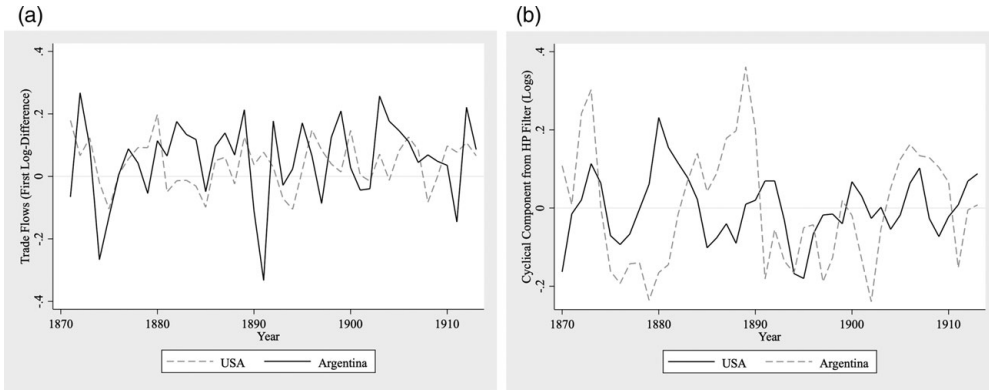 (a)
.4
.2
0
-.2
-.4
Trade Flows (First Log-Difference)
1870
1880
1890
1900
1910
Year
USA
Argentina
(b)
.4
.2
0
-.2
Cyclical Component from HP Filter (Logs)
1870
1880
1890
1900
1910
Year
USA
Argentina